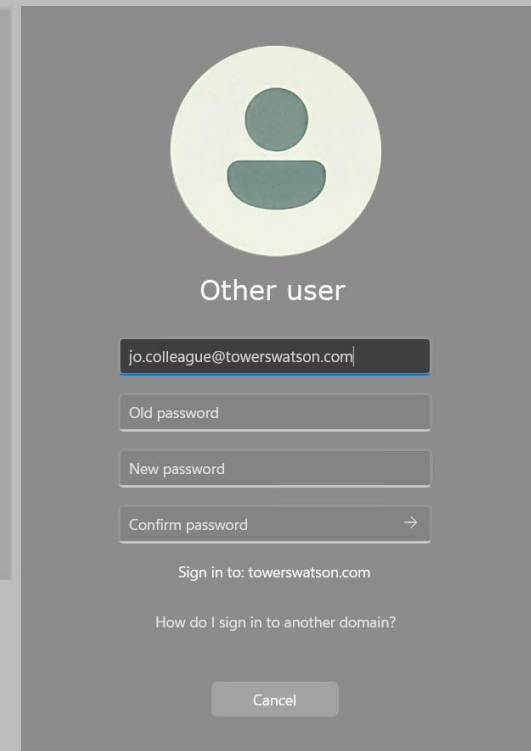 Other user
jo.colleague@towerswatson.com
Old password
New password
Confirm password
Sign in to: towerswatson.com
How do I sign in to another domain?
Cancel